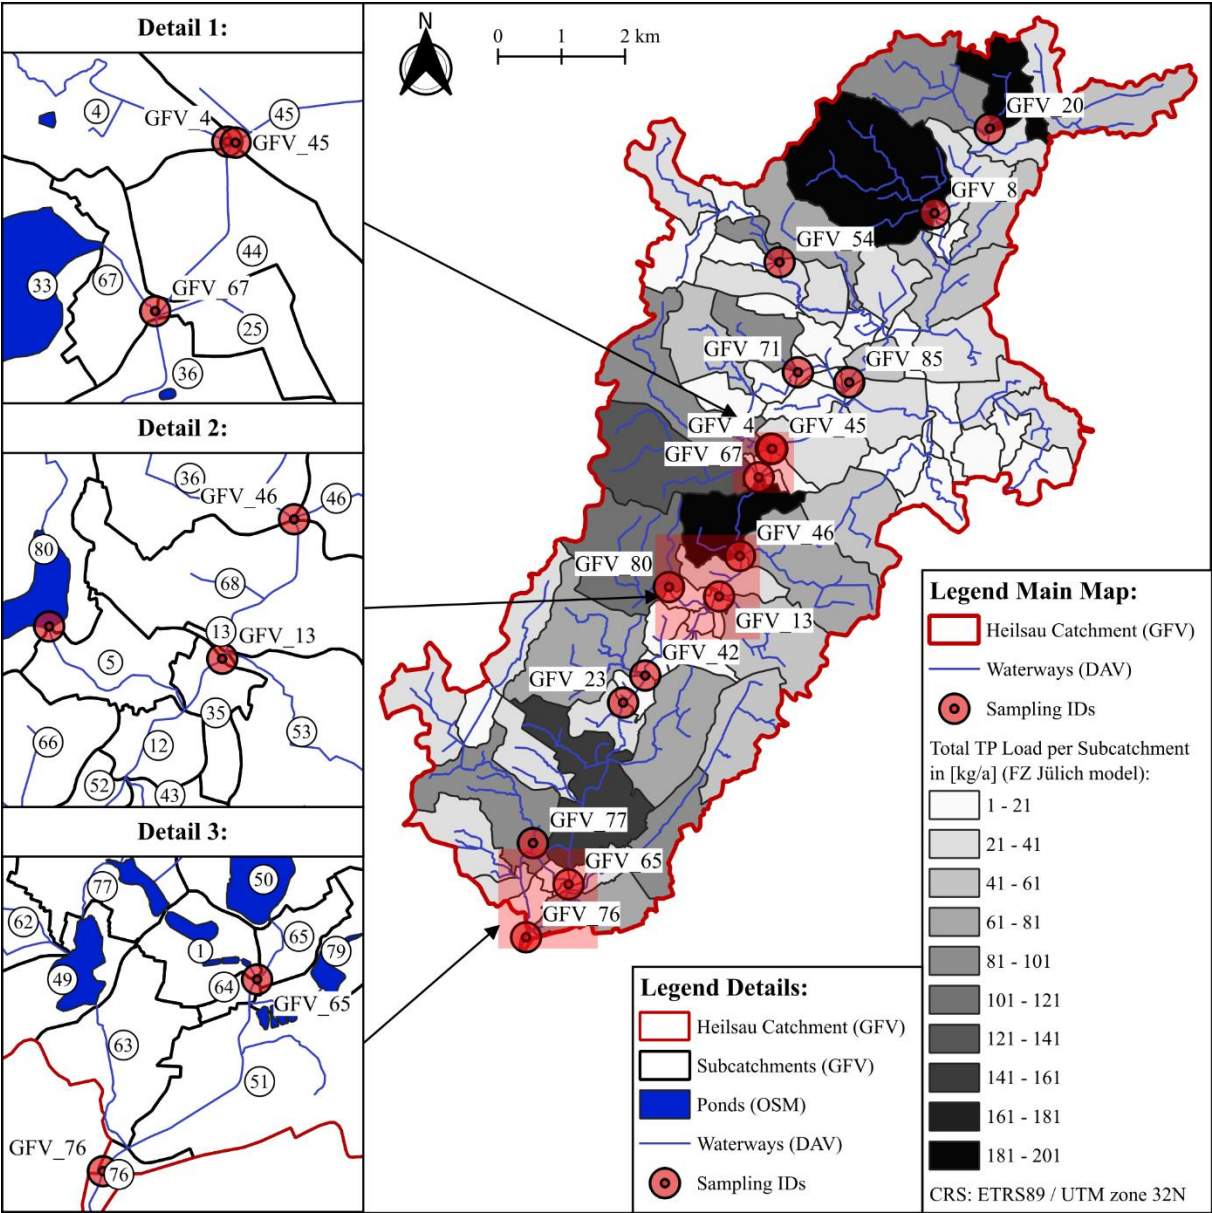 Detail 1:
4
GFV_4
45
GFV_45
44
33
67
GFV_67
25
36
Detail 2:
36
GFV_46
46
80
68
13
GFV_13
5
35
66
12
53
52
43
Detail 3:
77
50
62
1
65
79
49
64
GFV_65
63
51
GFV_76
76
N
0 1 2 km
GFV_20
GFV_8
GFV_54
GFV_71
GFV_85
GFV_4
GFV_45
GFV_67
GFV_46
GFV_80
GFV_13
GFV_42
GFV_23
GFV_77
GFV_65
GFV_76
Legend Details:
Heilsau Catchment (GFV)
Subcatchments (GFV)
Ponds (OSM)
Waterways (DAV)
Sampling IDs
Legend Main Map:
Heilsau Catchment (GFV)
Waterways (DAV)
Sampling IDs
Total TP Load per Subcatchment
in [kg/a] (FZ Jülich model):
1 - 21
21 - 41
41 - 61
61 - 81
81 - 101
101 - 121
121 - 141
141 - 161
161 - 181
181 - 201
CRS: ETRS89 / UTM zone 32N